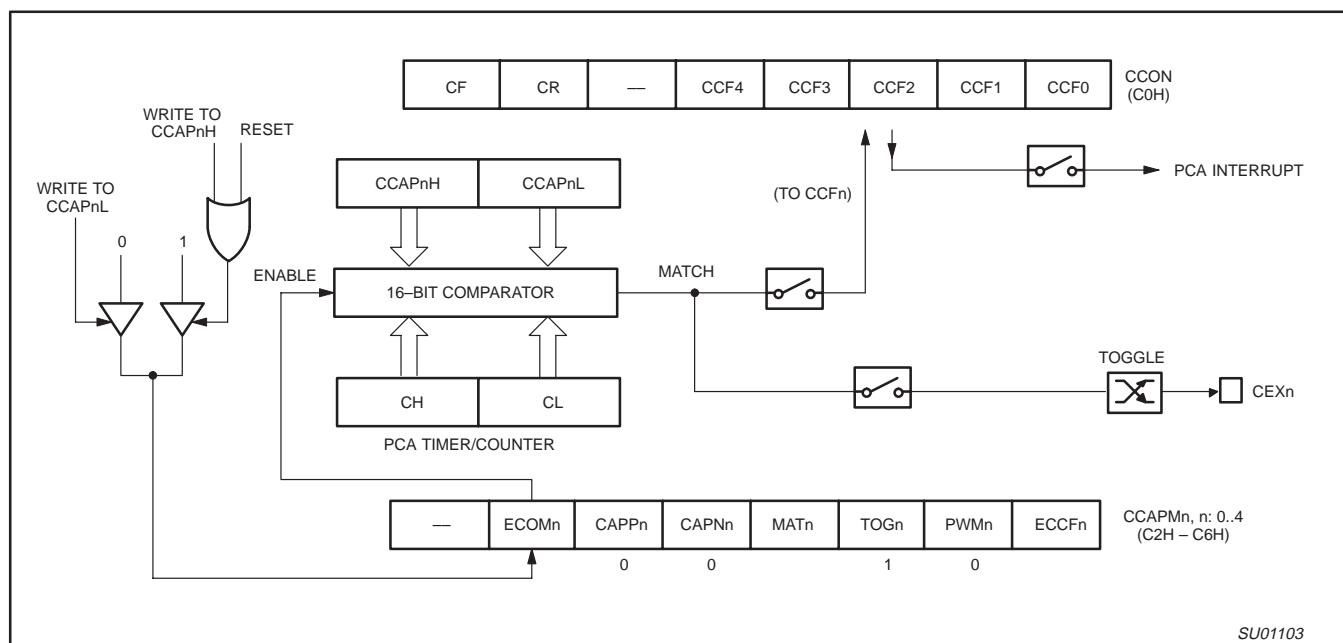 CF CR — CCF4 CCF3 CCF2 CCF1 CCF0
CCON
(C0H)
WRITE TO
CCAPnH
RESET
WRITE TO
CCAPnL
0 1
CCAPnH CCAPnL
(TO CCFn)
PCA INTERRUPT
ENABLE
16–BIT COMPARATOR
MATCH
TOGGLE
CEXn
CH CL
PCA TIMER/COUNTER
— ECOMn CAPPn CAPNn MATn TOGn PWMn ECCFn
CCAPMn, n: 0..4
(C2H – C6H)
0 0 1 0
SU01103